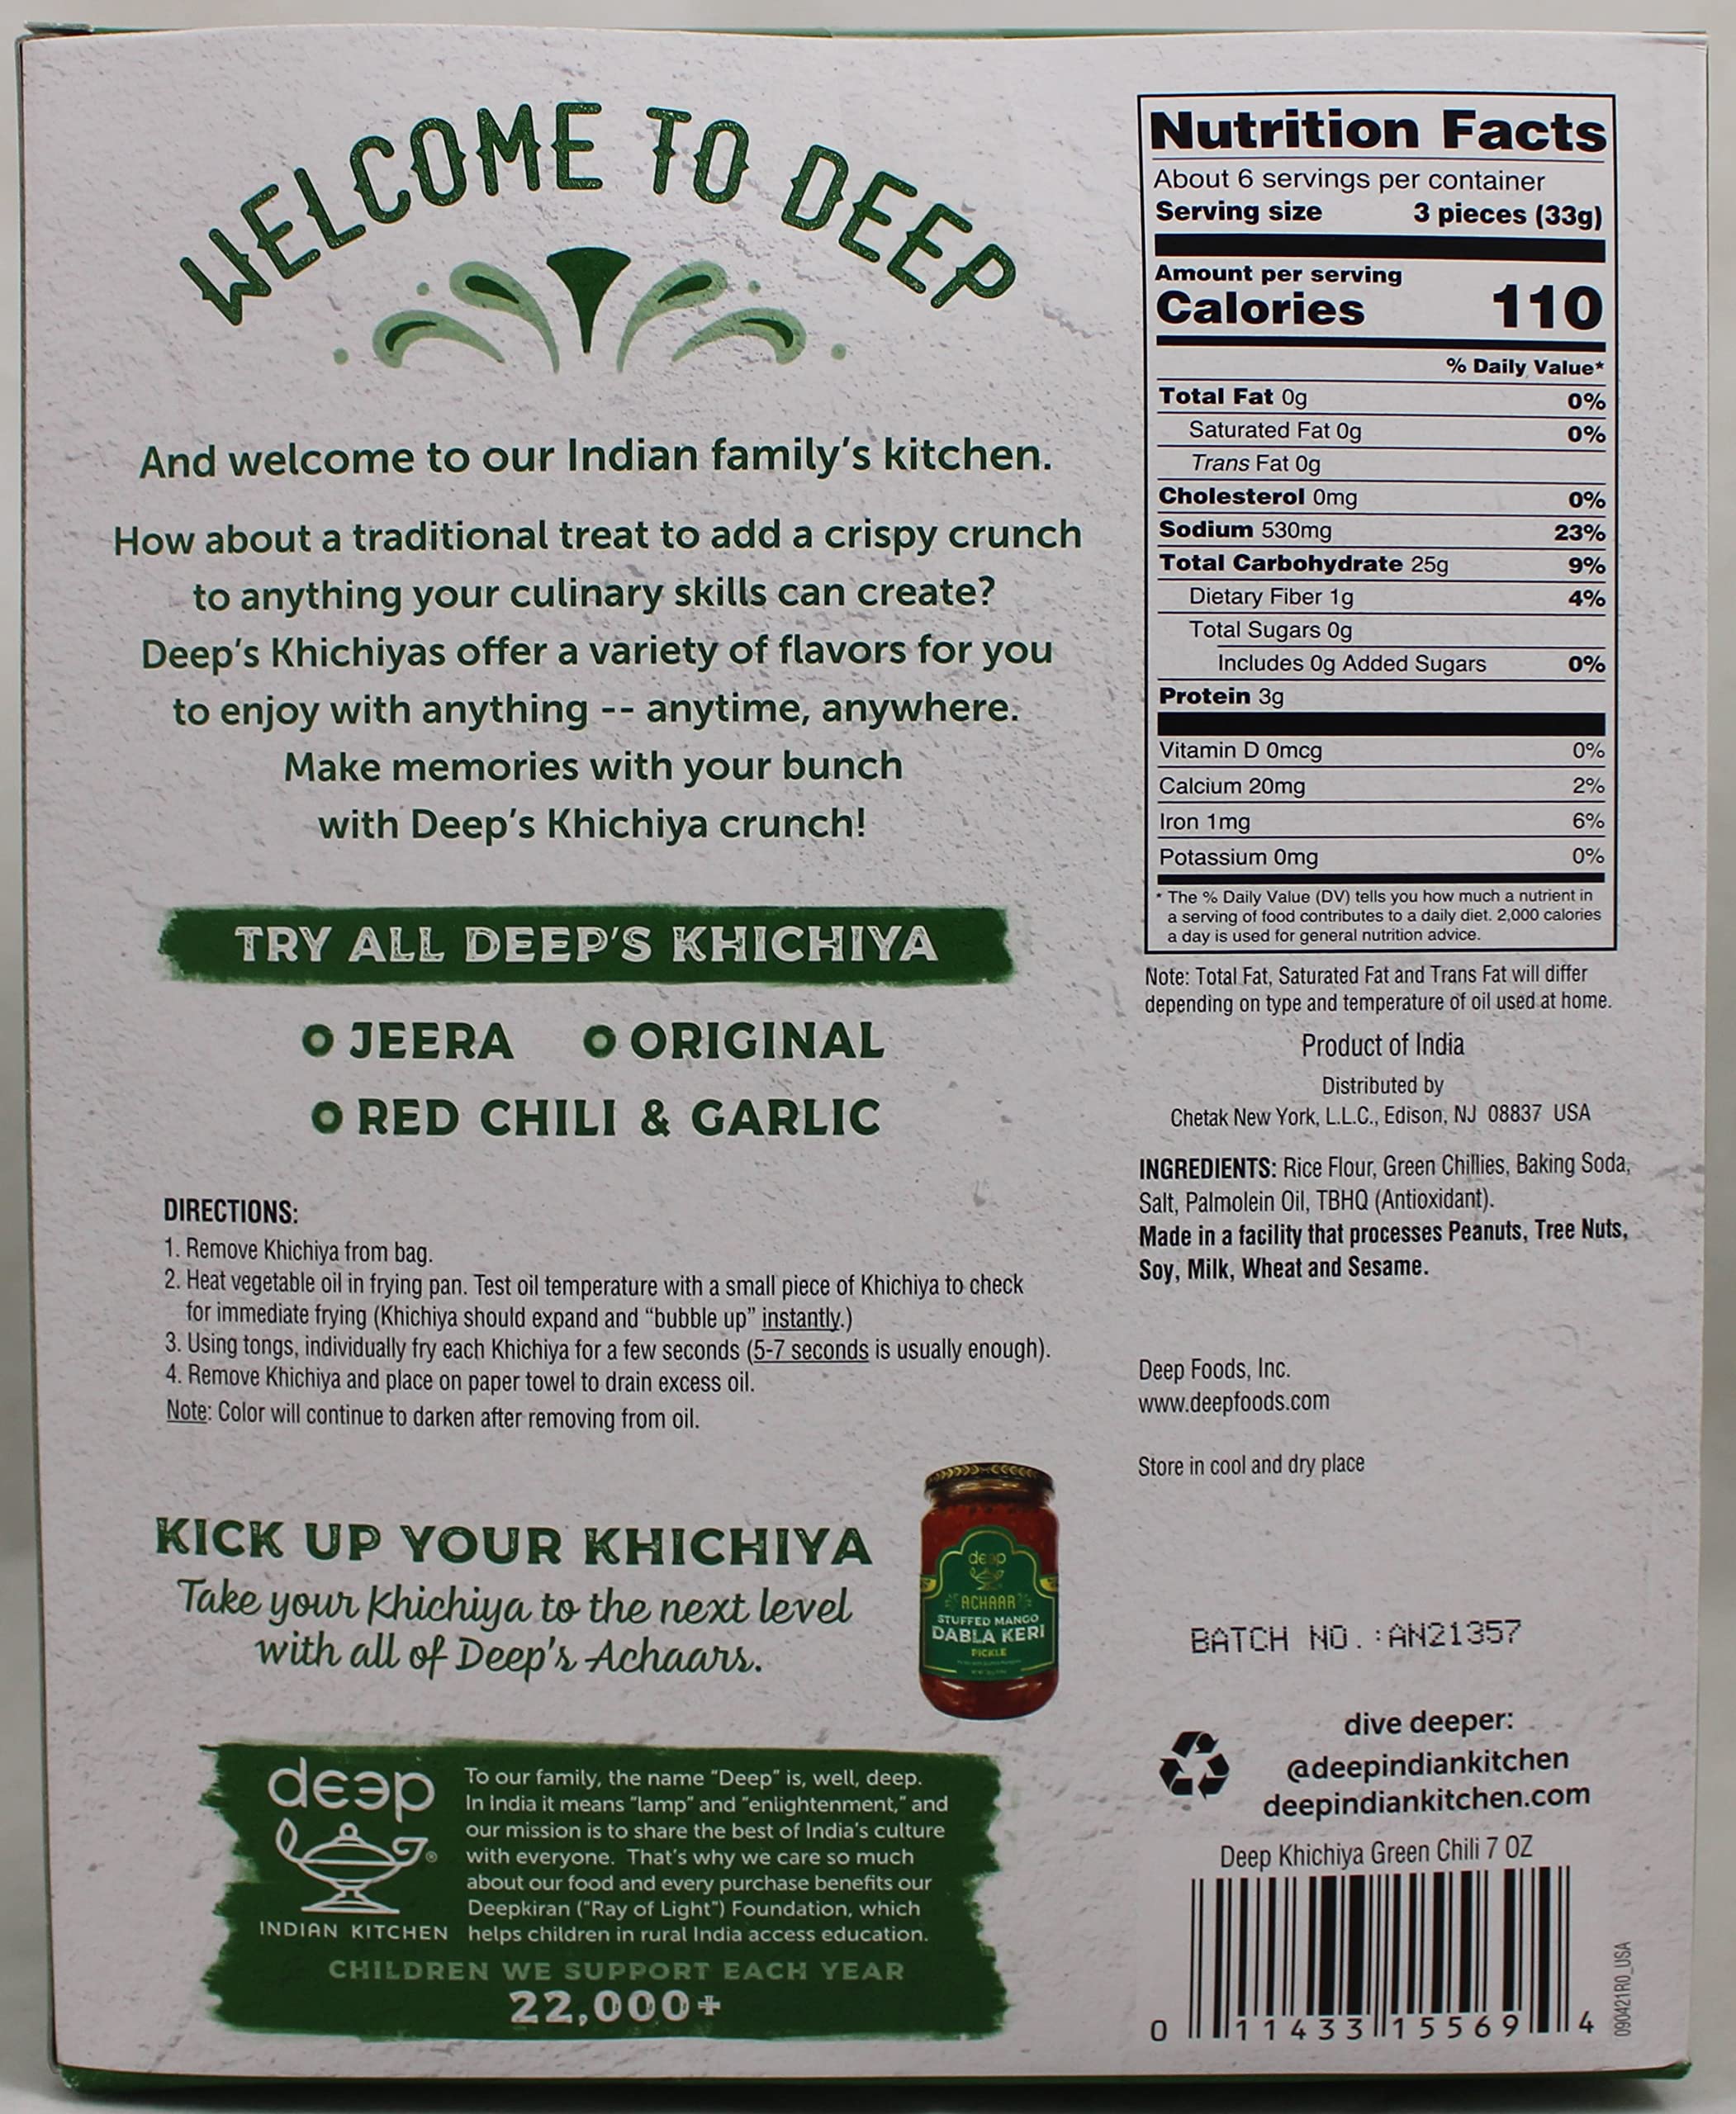 WELCOME TO DEEP
And welcome to our Indian family's kitchen.
How about a traditional treat to add a crispy crunch
to anything your culinary skills can create?
Deep's Khichiyas offer a variety of flavors for you
to enjoy with anything -- anytime, anywhere.
Make memories with your bunch
with Deep's Khichiya crunch!
TRY ALL DEEP'S KHICHIYA
JEERA ORIGINAL
RED CHILI & GARLIC
DIRECTIONS:
1. Remove Khichiya from bag.
2. Heat vegetable oil in frying pan. Test oil temperature with a small piece of Khichiya to check
for immediate frying (Khichiya should expand and “bubble up” instantly.)
3. Using tongs, individually fry each Khichiya for a few seconds (5-7 seconds is usually enough).
4. Remove Khichiya and place on paper towel to drain excess oil.
Note: Color will continue to darken after removing from oil.
KICK UP YOUR KHICHIYA
Take your Khichiya to the next level
with all of Deep's Achaars.
deep
ACHAAR
STUFFED MANGO
DABLA KERI
PICKLE
deep
INDIAN KITCHEN
To our family, the name "Deep" is, well, deep.
In India it means "lamp" and "enlightenment," and
our mission is to share the best of India's culture
with everyone. That's why we care so much
about our food and every purchase benefits our
Deepkiran ("Ray of Light") Foundation, which
helps children in rural India access education.
CHILDREN WE SUPPORT EACH YEAR
22,000+
Nutrition Facts
About 6 servings per container
Serving size 3 pieces (33g)
Amount per serving
Calories 110
% Daily Value*
Total Fat 0g 0%
Saturated Fat 0g 0%
Trans Fat 0g
Cholesterol 0mg 0%
Sodium 530mg 23%
Total Carbohydrate 25g 9%
Dietary Fiber 1g 4%
Total Sugars 0g
Includes 0g Added Sugars 0%
Protein 3g
Vitamin D 0mcg 0%
Calcium 20mg 2%
Iron 1mg 6%
Potassium 0mg 0%
* The % Daily Value (DV) tells you how much a nutrient in
a serving of food contributes to a daily diet. 2,000 calories
a day is used for general nutrition advice.
Note: Total Fat, Saturated Fat and Trans Fat will differ
depending on type and temperature of oil used at home.
Product of India
Distributed by
Chetak New York, L.L.C., Edison, NJ 08837 USA
INGREDIENTS: Rice Flour, Green Chillies, Baking Soda,
Salt, Palmolein Oil, TBHQ (Antioxidant).
Made in a facility that processes Peanuts, Tree Nuts,
Soy, Milk, Wheat and Sesame.
Deep Foods, Inc.
www.deepfoods.com
Store in cool and dry place
BATCH NO.:AN21357
dive deeper:
@deepindiankitchen
deepindiankitchen.com
Deep Khichiya Green Chili 7 OZ
0 11433 15569 4
090421R0_USA